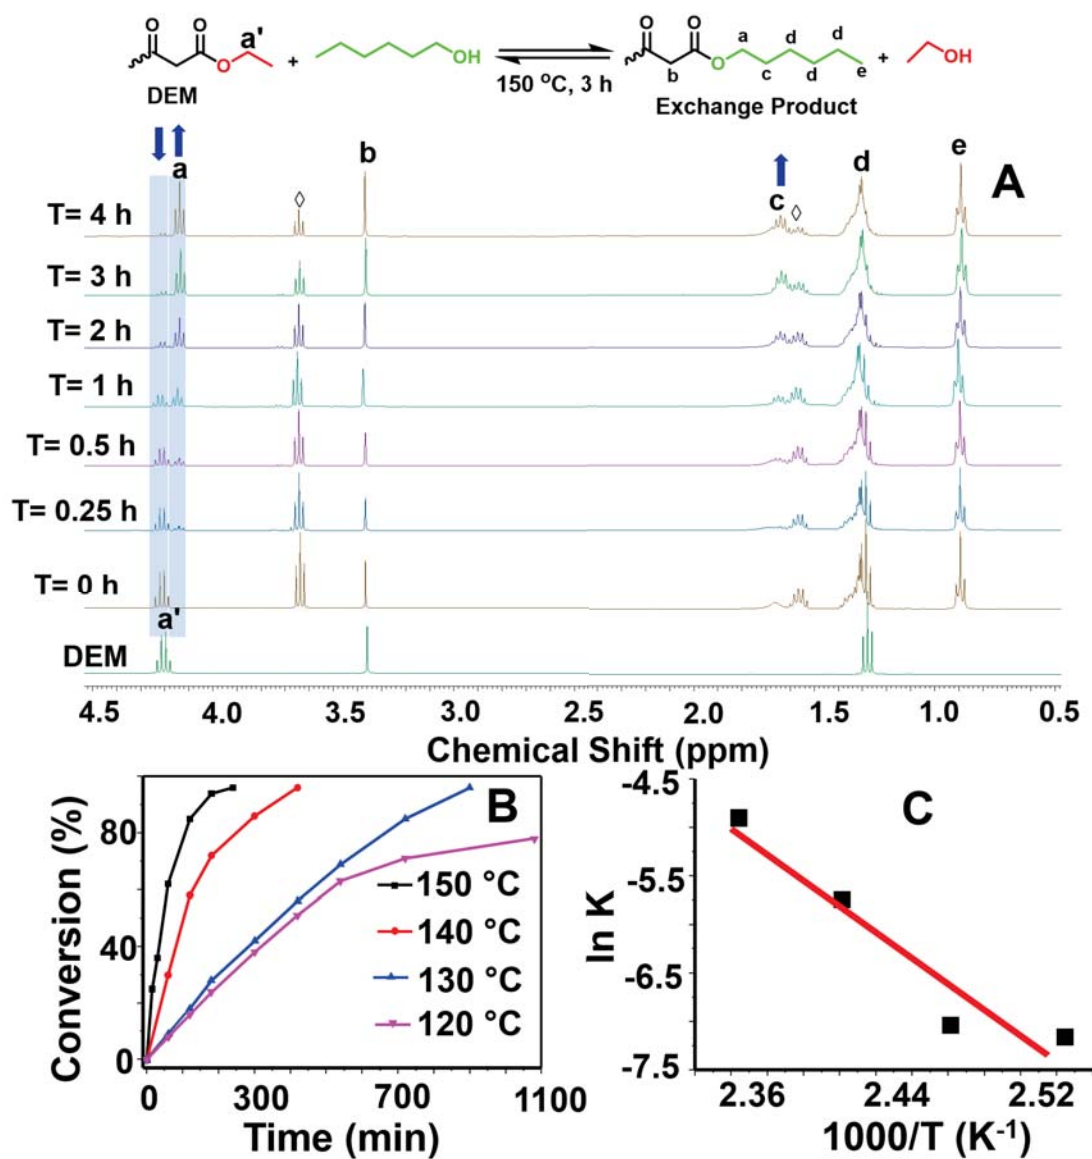 O O a' OH O O a d d
O + O c d e + OH
b
150 °C, 3 h
DEM
Exchange Product
a b c d e A
T= 4 h
◊ ◊
T= 3 h
T= 2 h
T= 1 h
T= 0.5 h
T= 0.25 h
T= 0 h
a'
DEM
4.5 4.0 3.5 3.0 2.5 2.0 1.5 1.0 0.5
Chemical Shift (ppm)
B
Conversion (%)
80
40
0
150 °C
140 °C
130 °C
120 °C
0 300 700 1100
Time (min)
C
ln K
-4.5
-5.5
-6.5
-7.5
2.36 2.44 2.52
1000/T (K-1)